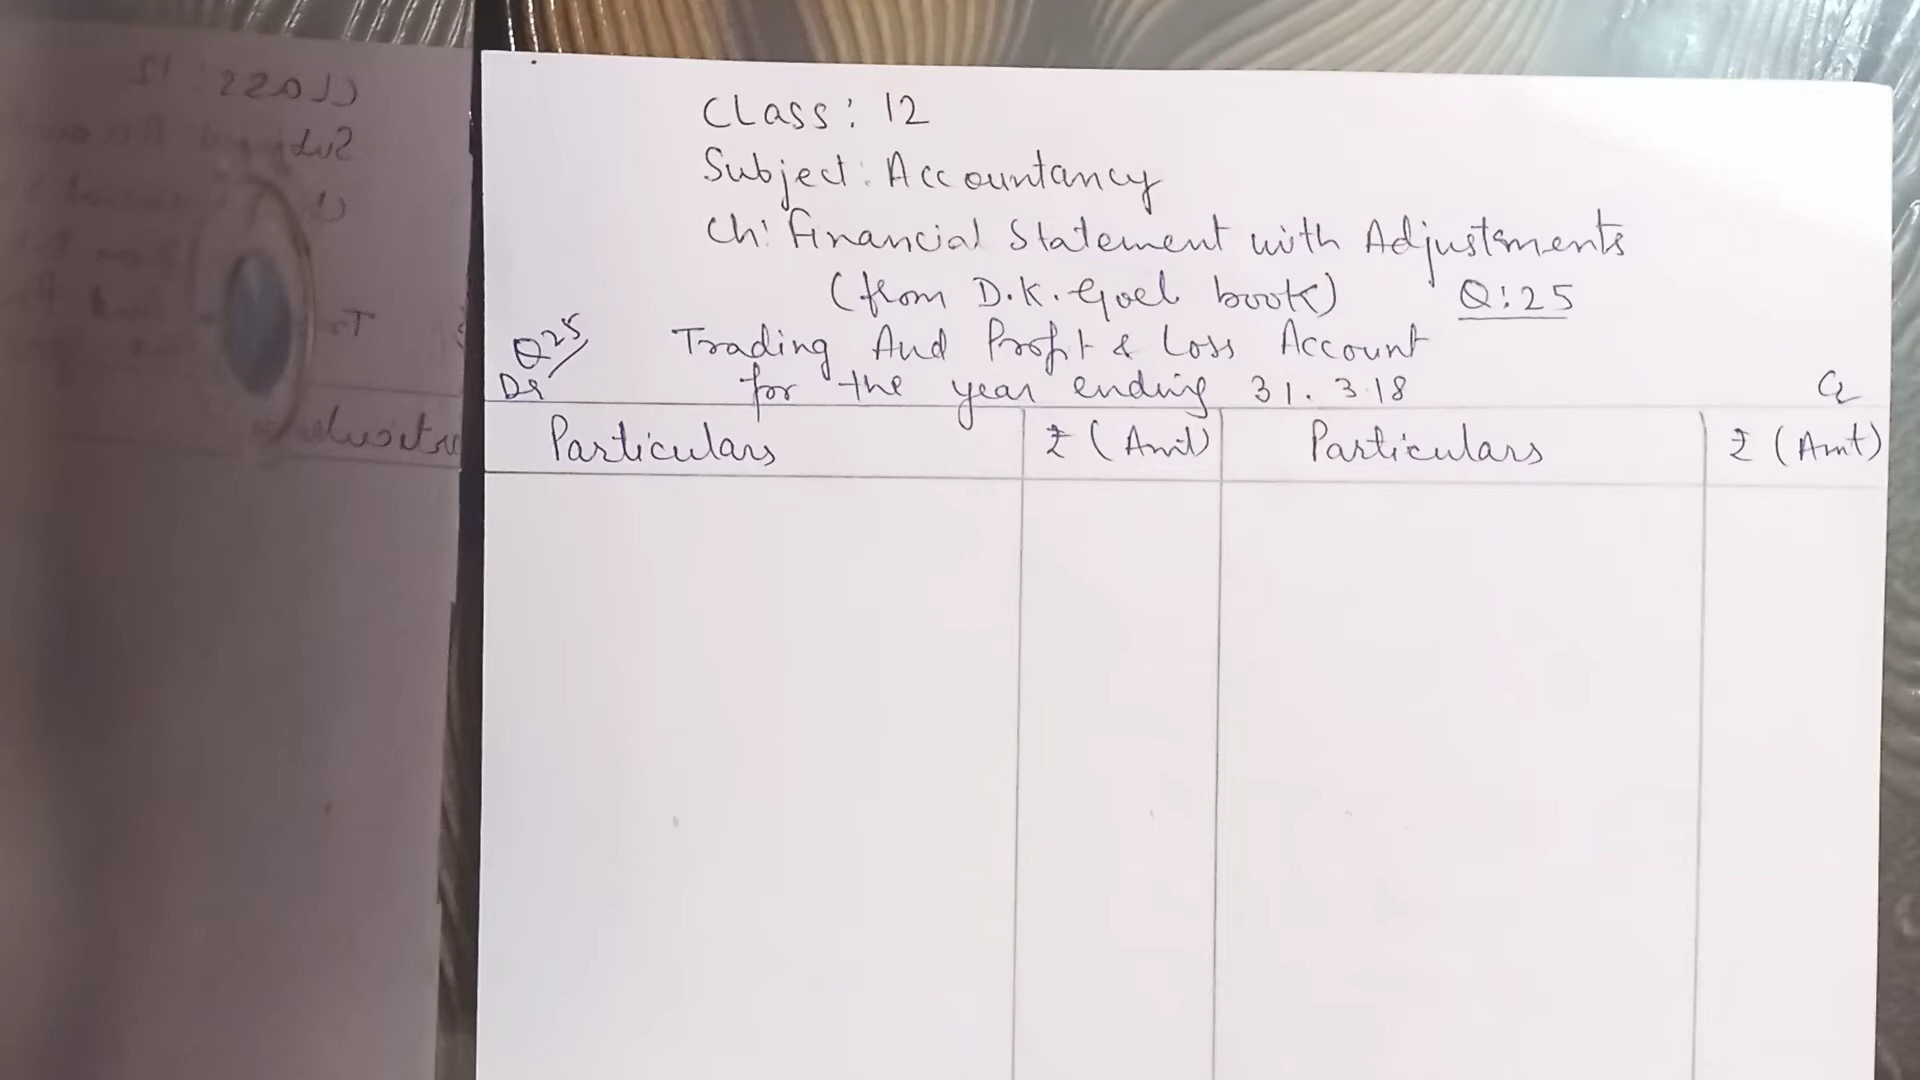 Class: 12
Subject: Accountancy
Ch: Financial Statement with Adjustments
(from D.K. Goel book) Q:25
Q25 Trading And Profit & Loss Account
Dr for the year ending 31.3.18 Cr
Particulars ₹ (Amt) Particulars ₹ (Amt)